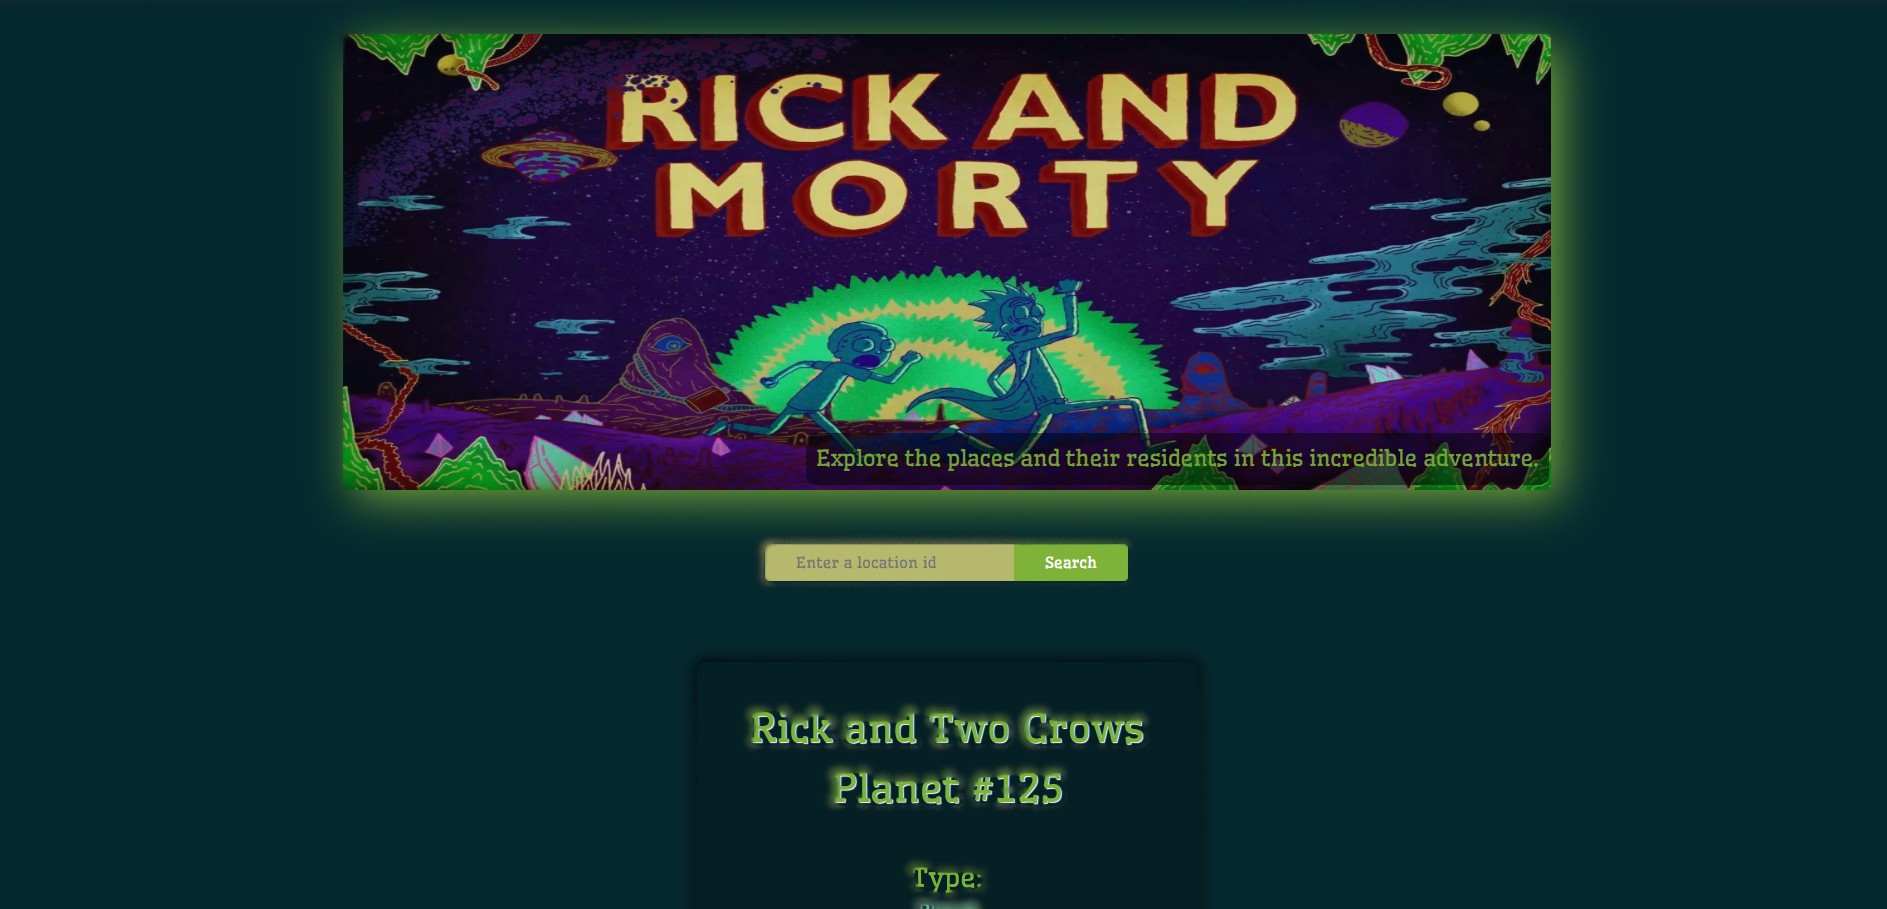 RICK AND
MORTY
Explore the places and their residents in this incredible adventure.
Enter a location id
Search
Rick and Two Crows
Planet #125
Type: